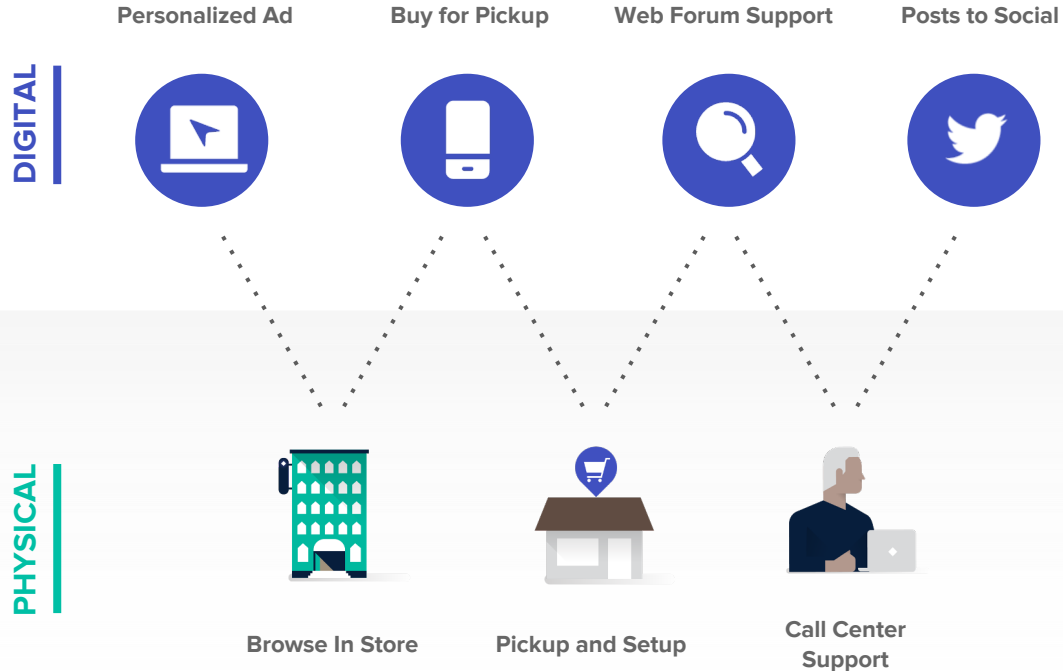 Personalized Ad
Buy for Pickup
Web Forum Support
Posts to Social
DIGITAL
PHYSICAL
Browse In Store
Pickup and Setup
Call Center
Support